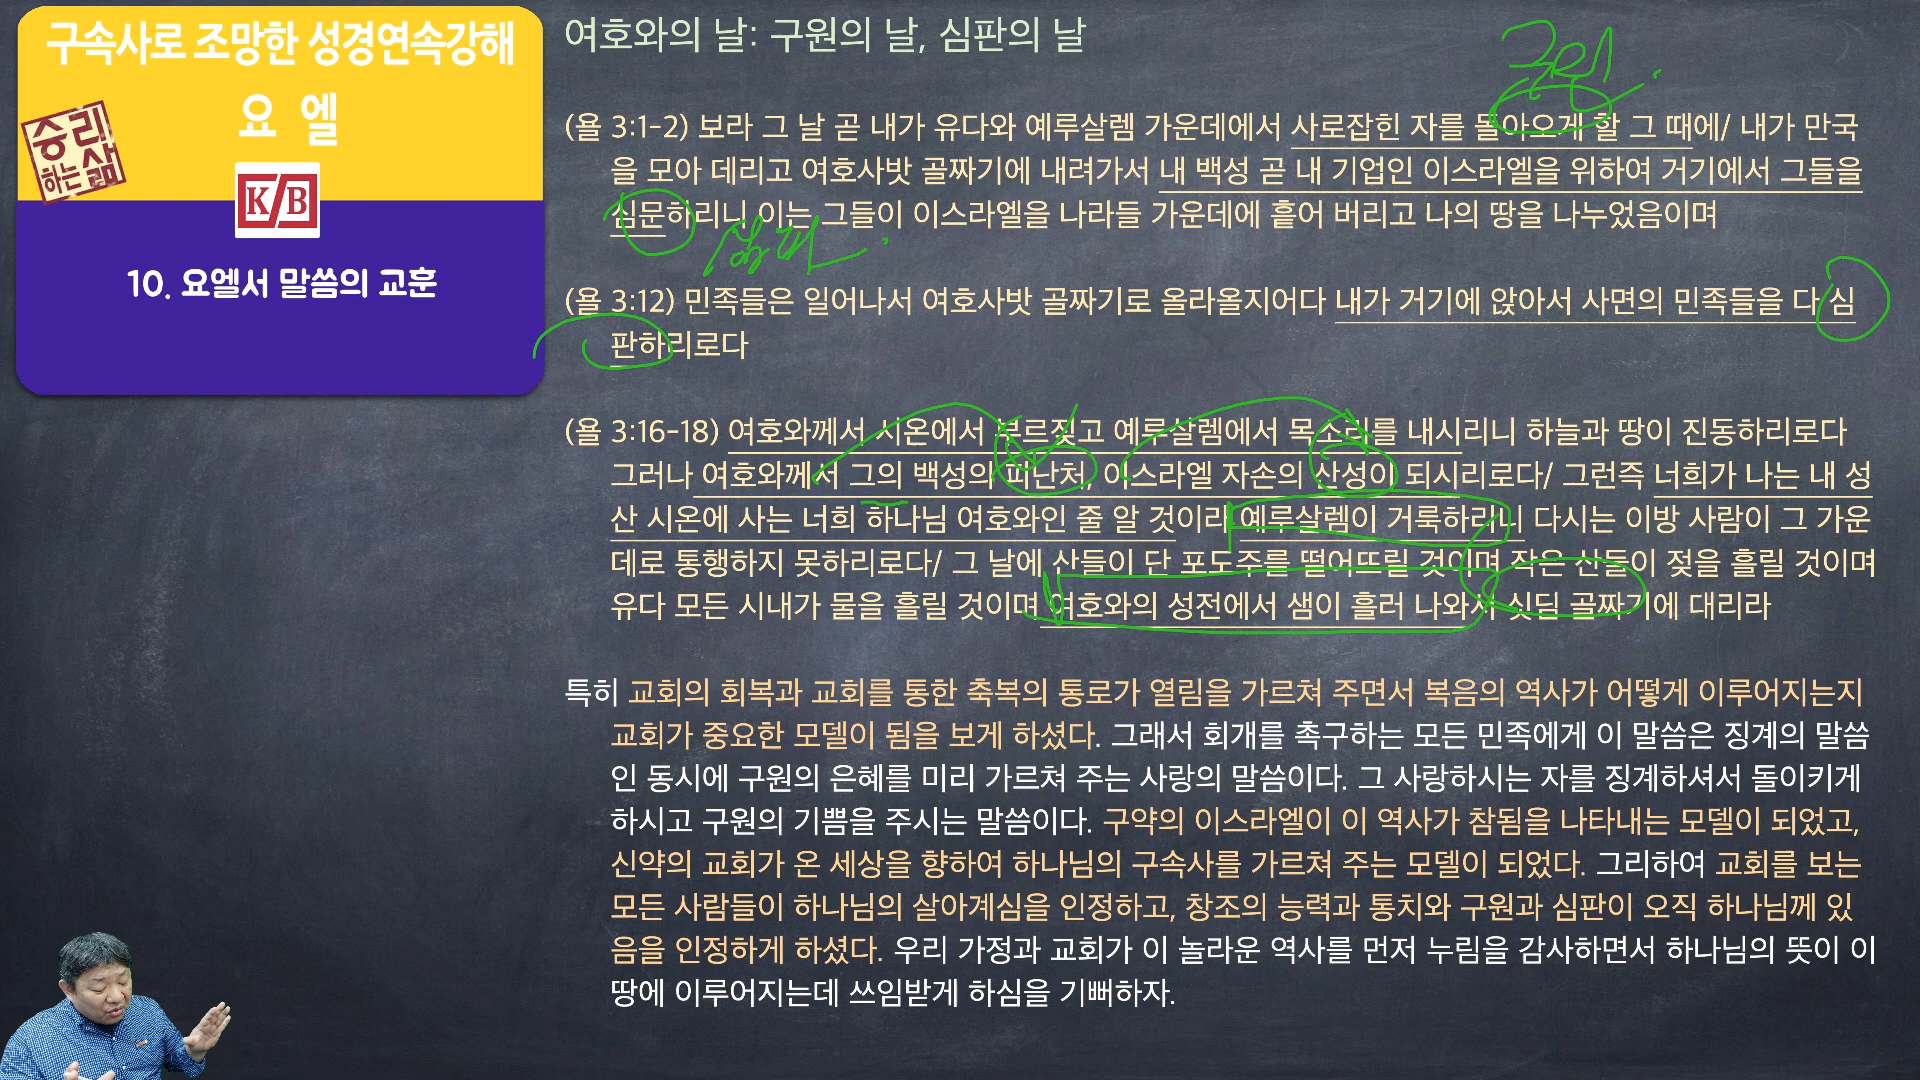 구속사로 조망한 성경연속강해
요 엘
승리
하는 삶
K/B
10. 요엘서 말씀의 교훈
여호와의 날: 구원의 날, 심판의 날
구원
(욜 3:1-2) 보라 그 날 곧 내가 유다와 예루살렘 가운데에서 사로잡힌 자를 돌아오게 할 그 때에/ 내가 만국
을 모아 데리고 여호사밧 골짜기에 내려가서 내 백성 곧 내 기업인 이스라엘을 위하여 거기에서 그들을
심문하리니 이는 그들이 이스라엘을 나라들 가운데에 흩어 버리고 나의 땅을 나누었음이며
심판
(욜 3:12) 민족들은 일어나서 여호사밧 골짜기로 올라올지어다 내가 거기에 앉아서 사면의 민족들을 다 심
판하리로다
(욜 3:16-18) 여호와께서 시온에서 부르짖고 예루살렘에서 목소리를 내시리니 하늘과 땅이 진동하리로다
그러나 여호와께서 그의 백성의 피난처, 이스라엘 자손의 산성이 되시리로다/ 그런즉 너희가 나는 내 성
산 시온에 사는 너희 하나님 여호와인 줄 알 것이라 예루살렘이 거룩하리니 다시는 이방 사람이 그 가운
데로 통행하지 못하리로다/ 그 날에 산들이 단 포도주를 떨어뜨릴 것이며 작은 산들이 젖을 흘릴 것이며
유다 모든 시내가 물을 흘릴 것이며 여호와의 성전에서 샘이 흘러 나와서 싯딤 골짜기에 대리라
특히 교회의 회복과 교회를 통한 축복의 통로가 열림을 가르쳐 주면서 복음의 역사가 어떻게 이루어지는지
교회가 중요한 모델이 됨을 보게 하셨다. 그래서 회개를 촉구하는 모든 민족에게 이 말씀은 징계의 말씀
인 동시에 구원의 은혜를 미리 가르쳐 주는 사랑의 말씀이다. 그 사랑하시는 자를 징계하셔서 돌이키게
하시고 구원의 기쁨을 주시는 말씀이다. 구약의 이스라엘이 이 역사가 참됨을 나타내는 모델이 되었고,
신약의 교회가 온 세상을 향하여 하나님의 구속사를 가르쳐 주는 모델이 되었다. 그리하여 교회를 보는
모든 사람들이 하나님의 살아계심을 인정하고, 창조의 능력과 통치와 구원과 심판이 오직 하나님께 있
음을 인정하게 하셨다. 우리 가정과 교회가 이 놀라운 역사를 먼저 누림을 감사하면서 하나님의 뜻이 이
땅에 이루어지는데 쓰임받게 하심을 기뻐하자.